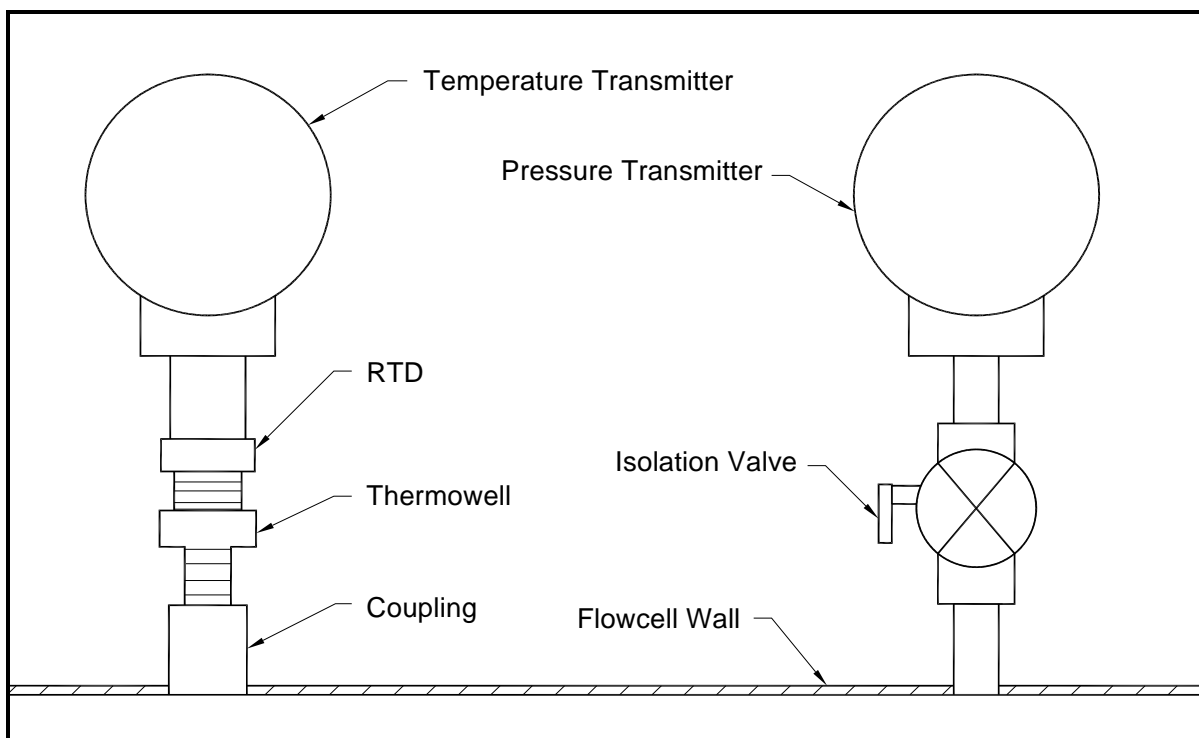 Temperature Transmitter
Pressure Transmitter
RTD
Isolation Valve
Thermowell
Coupling
Flowcell Wall